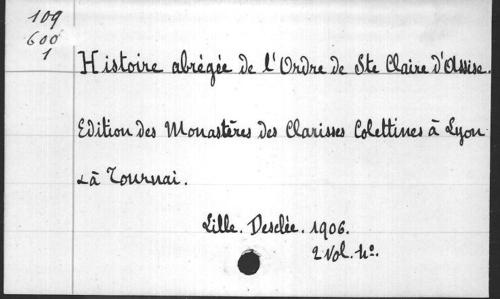 109
600
1
Histoire abrégée de l'Ordre de Ste Claire d'Assise.
Edition des Monastères des Clarisses Colettines à Lyon
& à Tournai.
Lille. Desclée. 1906.
2 Vol. 4º.